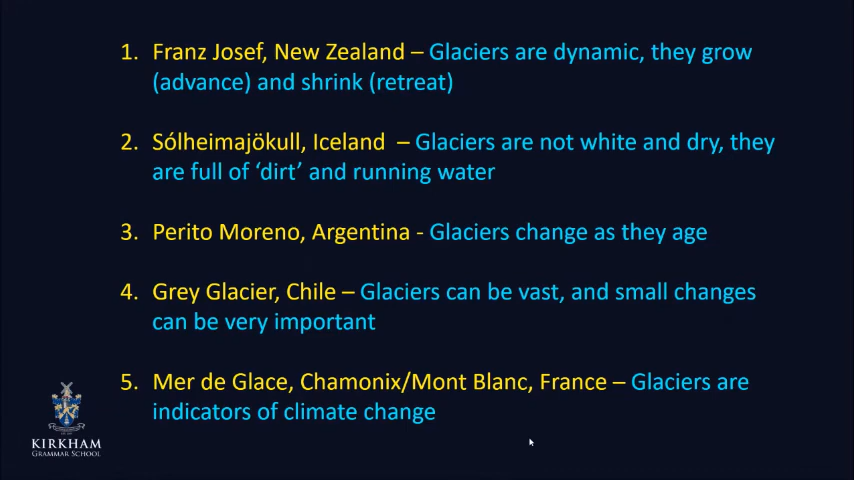 1. Franz Josef, New Zealand – Glaciers are dynamic, they grow
(advance) and shrink (retreat)
2. Sólheimajökull, Iceland – Glaciers are not white and dry, they
are full of ‘dirt’ and running water
3. Perito Moreno, Argentina - Glaciers change as they age
4. Grey Glacier, Chile – Glaciers can be vast, and small changes
can be very important
5. Mer de Glace, Chamonix/Mont Blanc, France – Glaciers are
indicators of climate change
KIRKHAM
GRAMMAR SCHOOL